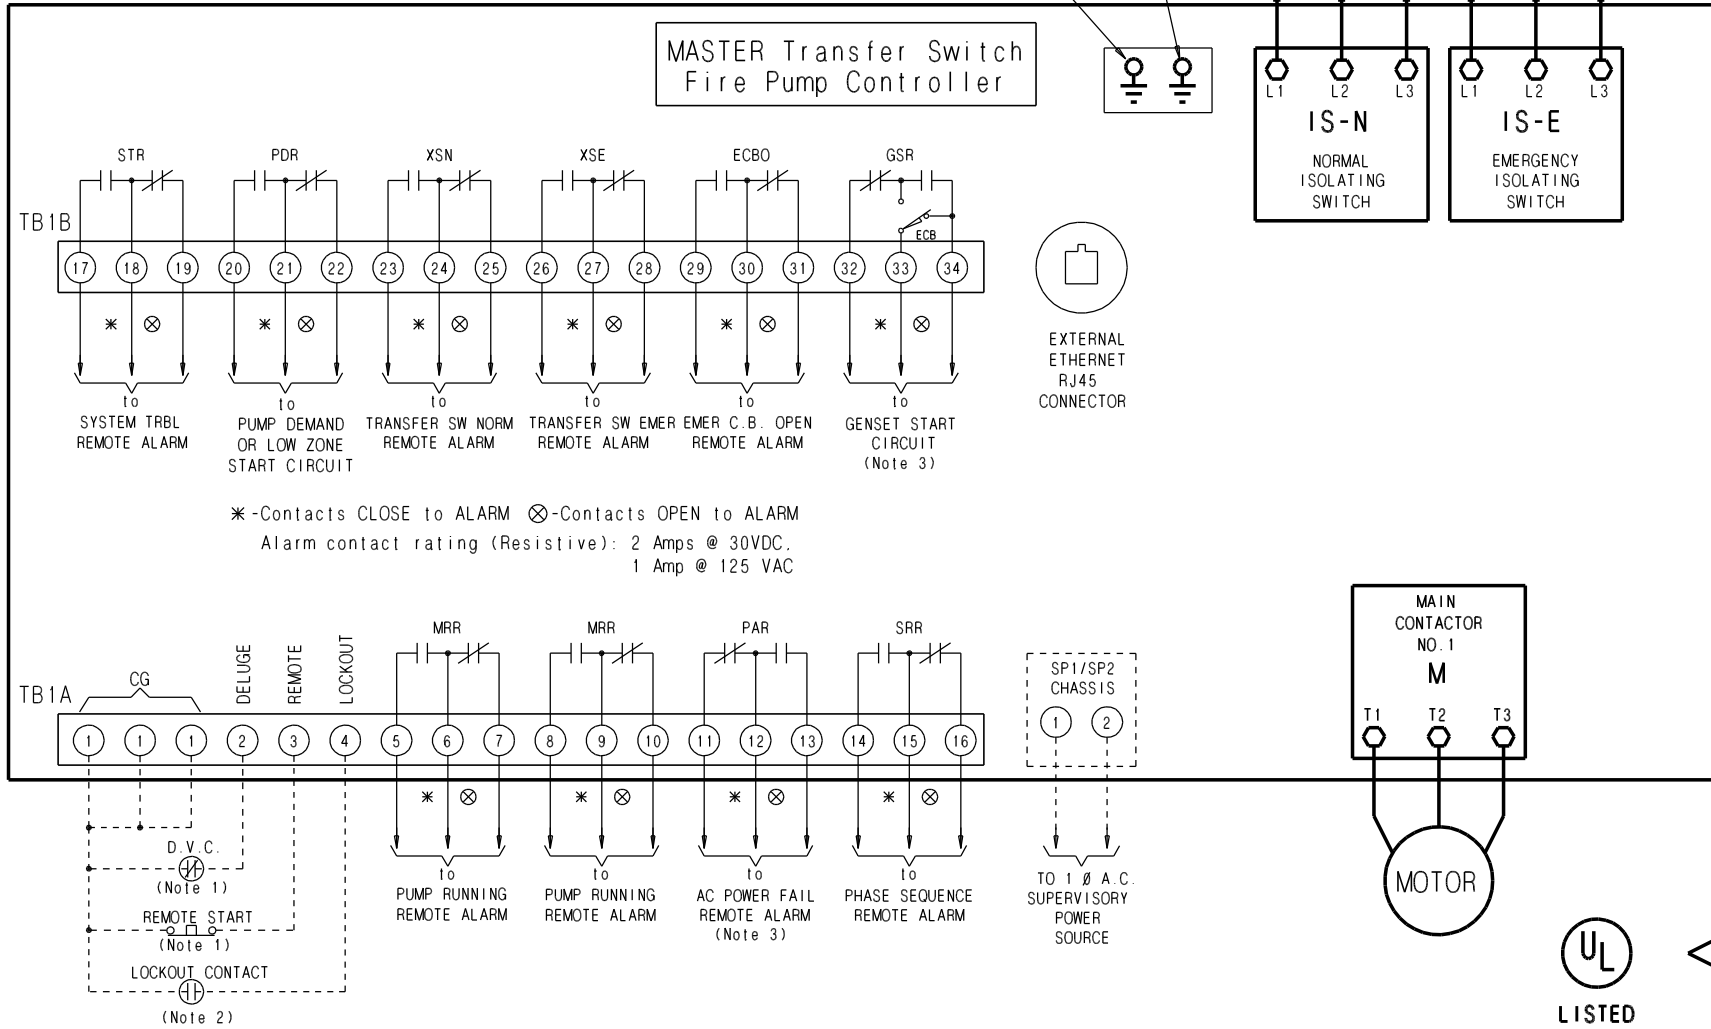 MASTER Transfer Switch
Fire Pump Controller
L1 L2 L3
IS-N
NORMAL
ISOLATING
SWITCH
L1 L2 L3
IS-E
EMERGENCY
ISOLATING
SWITCH
STR PDR XSN XSE ECBO GSR
ECB
TB1B
17 18 19 20 21 22 23 24 25 26 27 28 29 30 31 32 33 34
to
SYSTEM TRBL
REMOTE ALARM
to
PUMP DEMAND
OR LOW ZONE
START CIRCUIT
to
TRANSFER SW NORM
REMOTE ALARM
to
TRANSFER SW EMER
REMOTE ALARM
to
EMER C.B. OPEN
REMOTE ALARM
to
GENSET START
CIRCUIT
(Note 3)
EXTERNAL
ETHERNET
RJ45
CONNECTOR
* -Contacts CLOSE to ALARM ⊗-Contacts OPEN to ALARM
Alarm contact rating (Resistive): 2 Amps @ 30VDC,
1 Amp @ 125 VAC
TB1A
CG
DELUGE
REMOTE
LOCKOUT
MRR MRR PAR SRR
1 1 1 2 3 4 5 6 7 8 9 10 11 12 13 14 15 16
SP1/SP2
CHASSIS
1 2
MAIN
CONTACTOR
NO.1
M
T1 T2 T3
MOTOR
D.V.C.
(Note 1)
REMOTE START
(Note 1)
LOCKOUT CONTACT
(Note 2)
to
PUMP RUNNING
REMOTE ALARM
to
PUMP RUNNING
REMOTE ALARM
to
AC POWER FAIL
REMOTE ALARM
(Note 3)
to
PHASE SEQUENCE
REMOTE ALARM
TO 1 Ø A.C.
SUPERVISORY
POWER
SOURCE
UL
LISTED